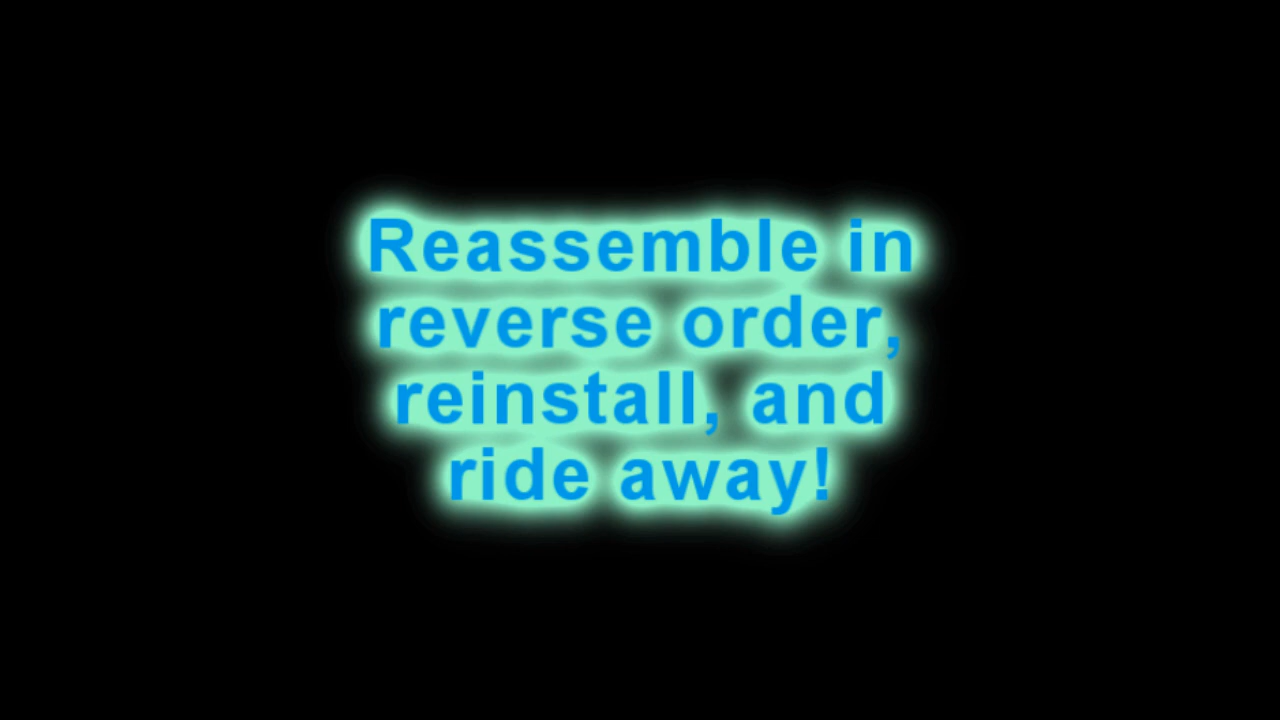 Reassemble in
reverse order,
reinstall, and
ride away!